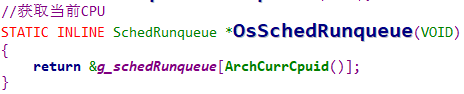 //获取当前CPU
STATIC INLINE SchedRunqueue *OsSchedRunqueue(VOID)
{
    return &g_schedRunqueue[ArchCurrCpuid()];
}